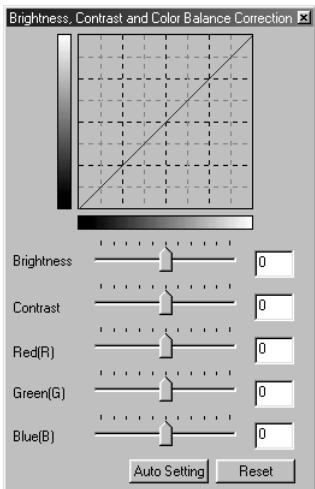 Brightness, Contrast and Color Balance Correction
Brightness 0
Contrast 0
Red(R) 0
Green(G) 0
Blue(B) 0
Auto Setting Reset